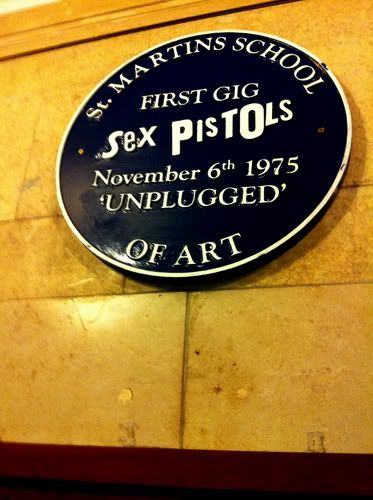 St. MARTINS SCHOOL
FIRST GIG
SeX PISTOLS
November 6th 1975
'UNPLUGGED'
OF ART